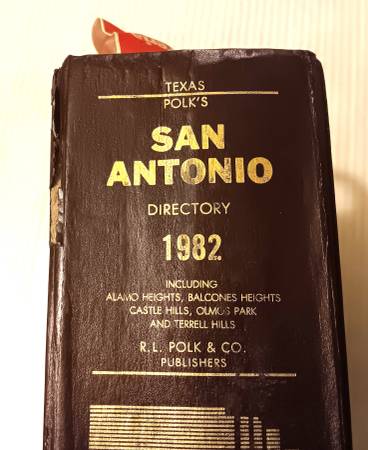 TEXAS
POLK'S
SAN
ANTONIO
DIRECTORY
1982
INCLUDING
ALAMO HEIGHTS, BALCONES HEIGHTS
CASTLE HILLS, OLMOS PARK
AND TERRELL HILLS
R.L. POLK & CO.
PUBLISHERS